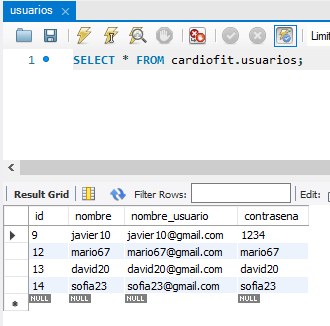 usuarios
Limi
1 SELECT * FROM cardiofit.usuarios;
Result Grid Filter Rows: Edit:
id nombre nombre_usuario contrasena
9 javier10 javier10@gmail.com 1234
12 mario67 mario67@gmail.com mario67
13 david20 david20@gmail.com david20
14 sofia23 sofia23@gmail.com sofia23
NULL NULL NULL NULL